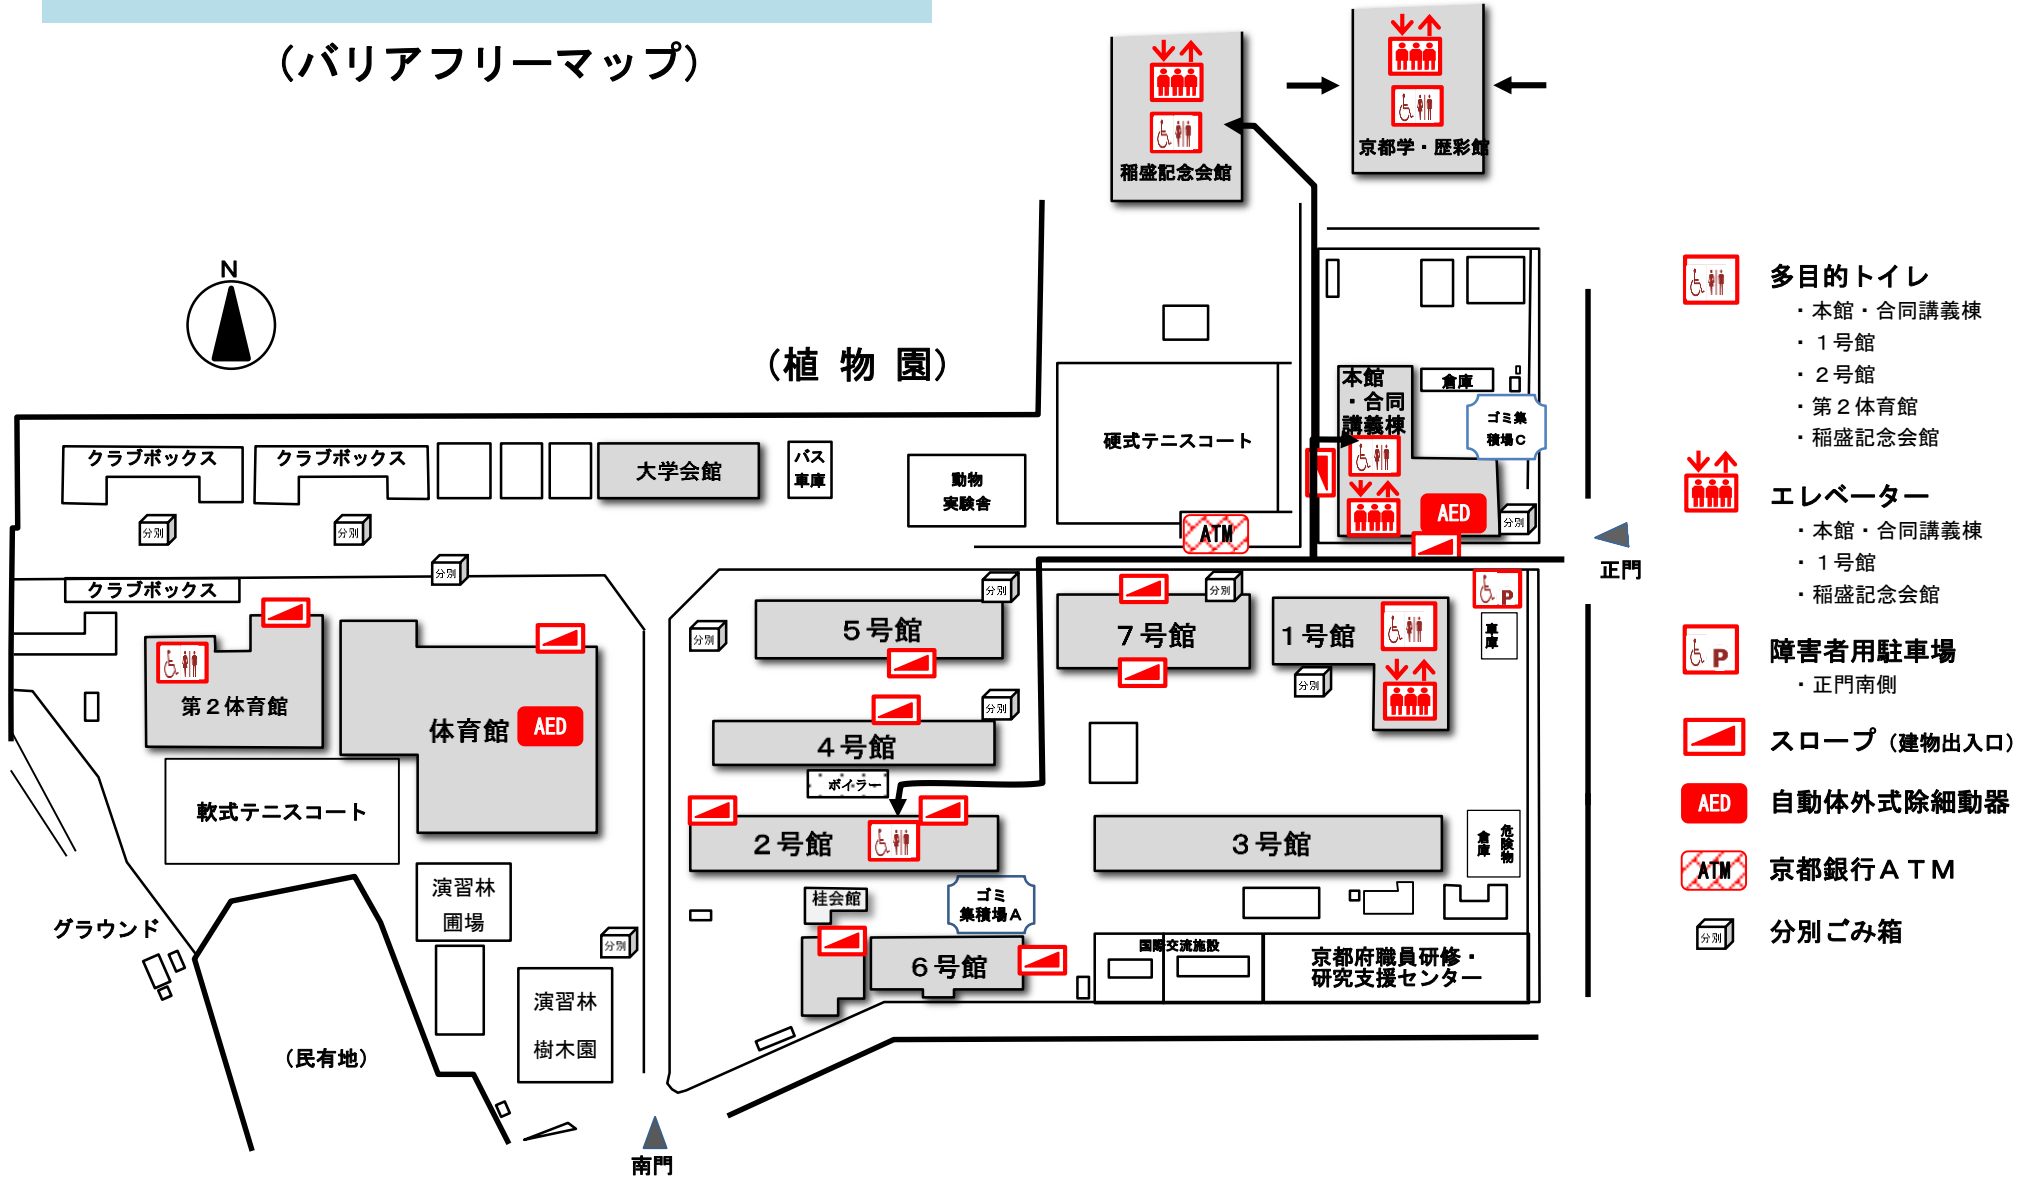 （バリアフリーマップ）
稲盛記念会館
京都学・歴彩館
N
（植 物 園）
クラブボックス
クラブボックス
大学会館
バス
車庫
動物
実験舎
硬式テニスコート
ATM
本館
・合同
講義棟
倉庫
ゴミ集
積場C
AED
分別
分別
分別
分別
クラブボックス
正門
分別
分別
分別
5号館
7号館
1号館
P
車庫
分別
第2体育館
体育館
AED
分別
4号館
ボイラー
軟式テニスコート
2号館
3号館
倉庫
危険物
演習林
圃場
桂会館
ゴミ
集積場A
グラウンド
分別
6号館
国際交流施設
京都府職員研修・
研究支援センター
演習林
樹木園
（民有地）
南門
多目的トイレ
・本館・合同講義棟
・1号館
・2号館
・第2体育館
・稲盛記念会館
エレベーター
・本館・合同講義棟
・1号館
・稲盛記念会館
P
障害者用駐車場
・正門南側
スロープ（建物出入口）
AED
自動体外式除細動器
ATM
京都銀行ATM
分別
分別ごみ箱